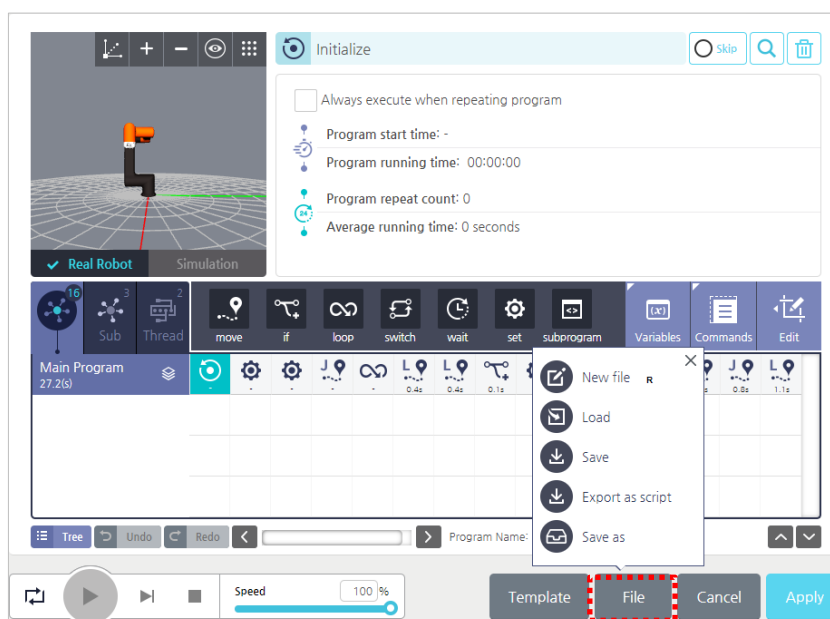 Initialize
Skip
Always execute when repeating program
Program start time: -
Program running time: 00:00:00
24
Program repeat count: 0
Average running time: 0 seconds
Real Robot
Simulation
16
3
2
Sub
Thread
move
if
loop
switch
wait
set
subprogram
(x)
Variables
Commands
Edit
Main Program
27.2(s)
-
-
-
J
-
-
L
0.4s
L
0.4s
0.1s
J
0.8s
L
1.1s
New file R
Load
Save
Export as script
Save as
Tree
Undo
Redo
Program Name:
Speed
100 %
Template
File
Cancel
Apply